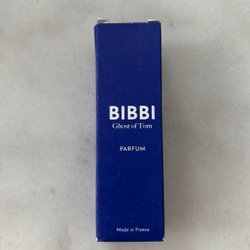 BIBBI
Ghost of Tom
PARFUM
Made in France